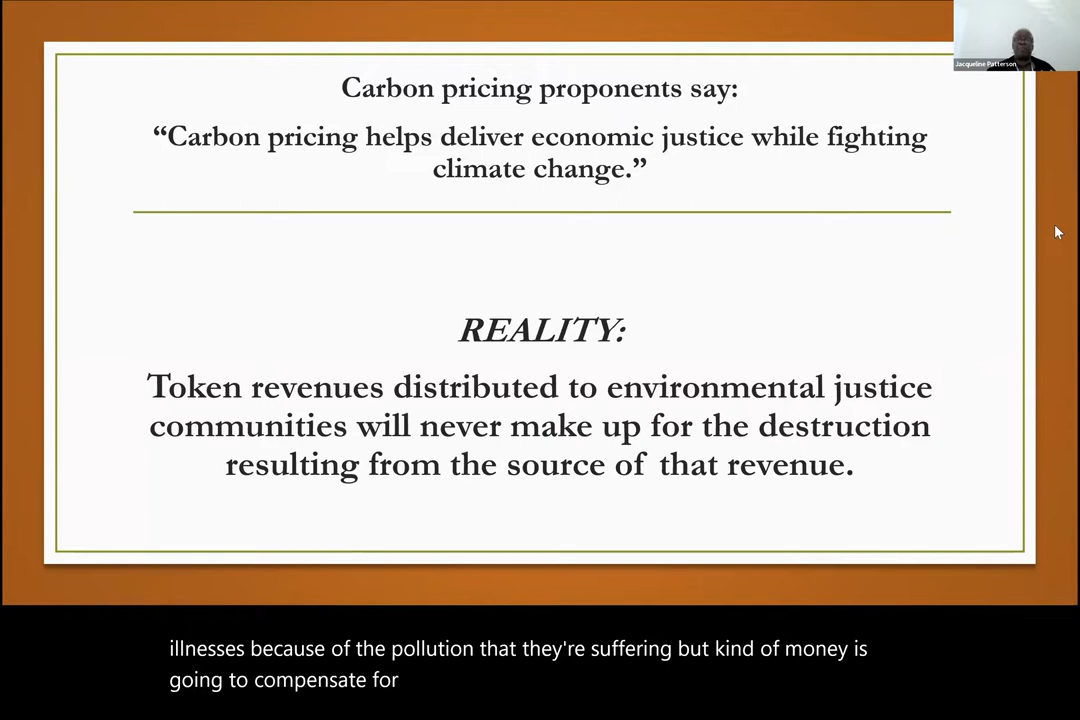 Jacqueline Patterson
Carbon pricing proponents say:
“Carbon pricing helps deliver economic justice while fighting
climate change.”
REALITY:
Token revenues distributed to environmental justice
communities will never make up for the destruction
resulting from the source of that revenue.
illnesses because of the pollution that they're suffering but kind of money is
going to compensate for